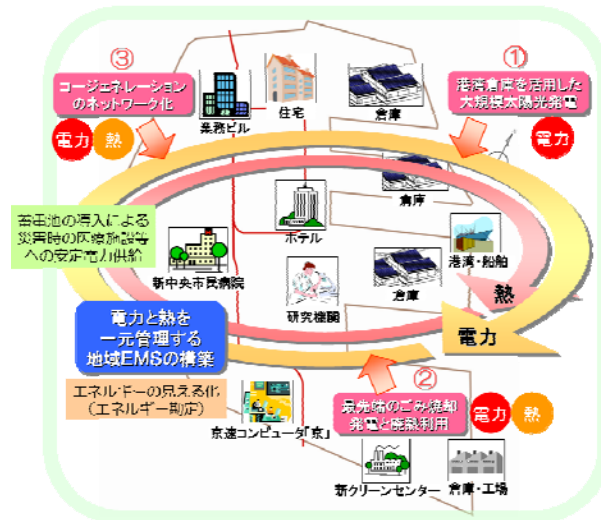 ③
コージェネレーション
のネットワーク化
電力 熱
業務ビル
住宅
倉庫
①
港湾倉庫を活用した
大規模太陽光発電
電力
蓄電池の導入による
災害時の医療施設等
への安定電力供給
新中央市民病院
ホテル
研究機関
倉庫
倉庫
港湾・船舶
熱
電力
電力と熱を
一元管理する
地域EMSの構築
エネルギーの見える化
（エネルギー勘定）
京速コンピュータ「京」
②
最先端のごみ焼却
発電と廃熱利用
電力 熱
新クリーンセンター
倉庫・工場